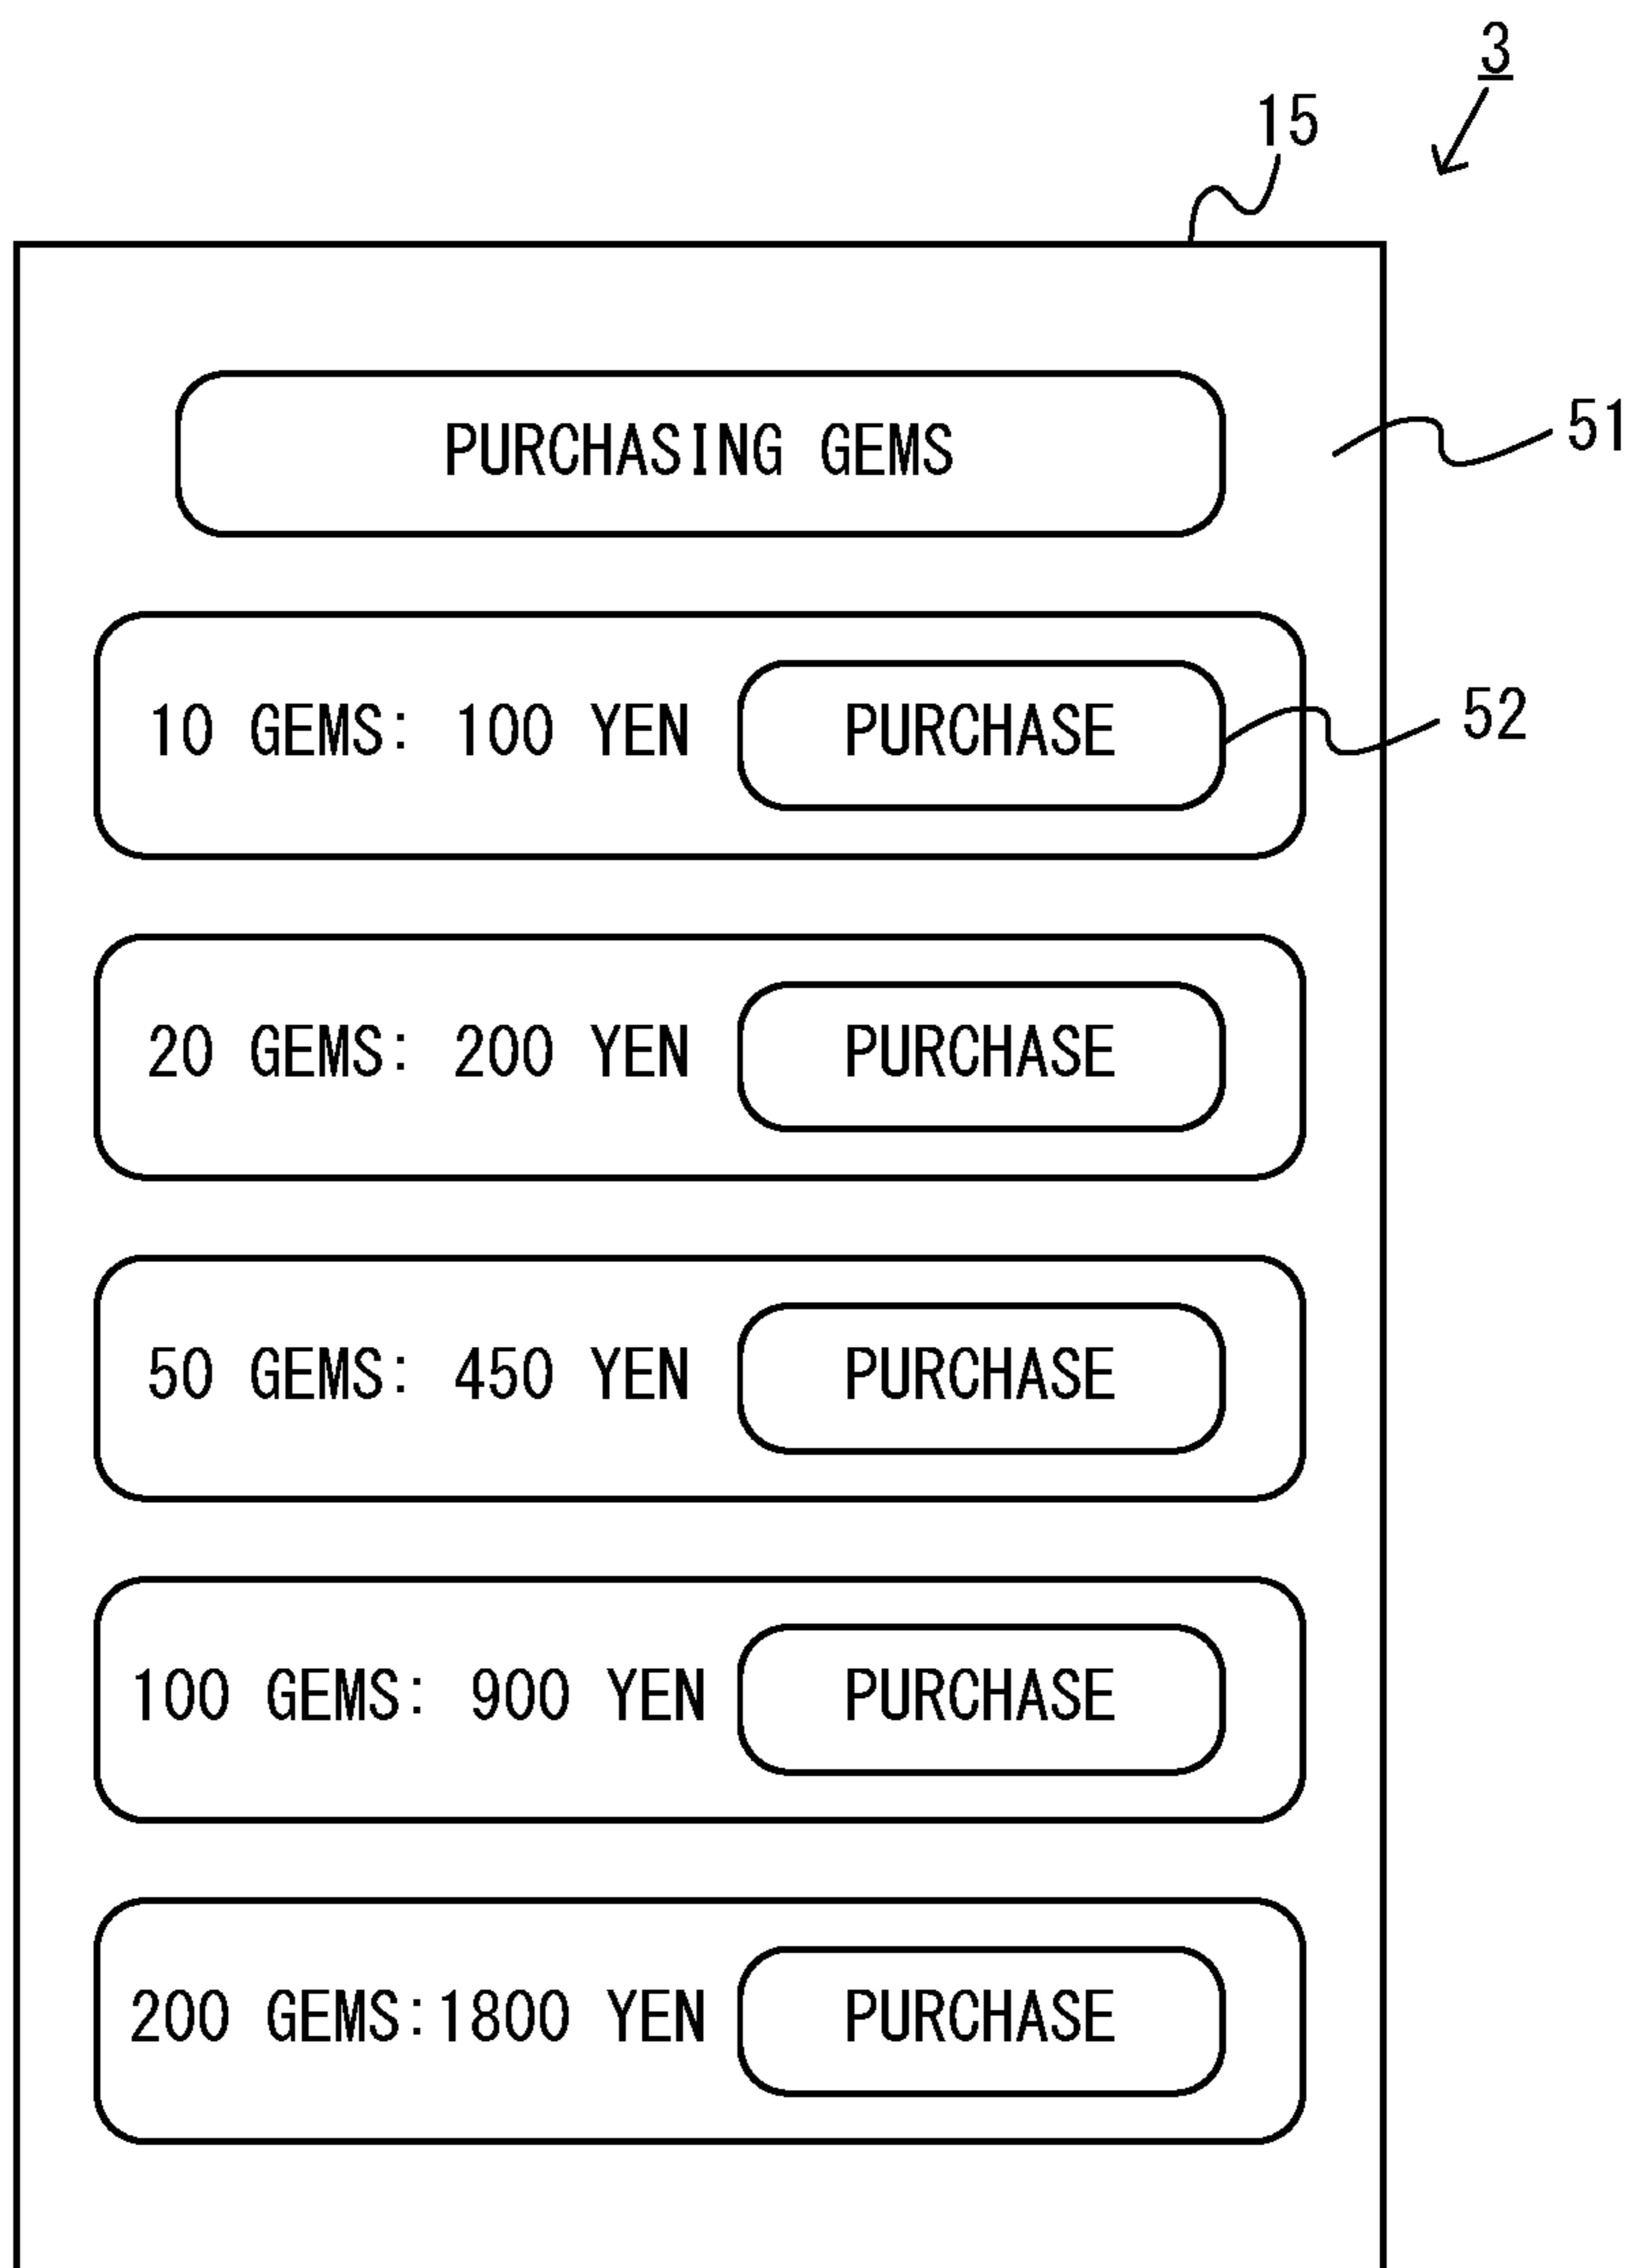 3
15
PURCHASING GEMS
51
10 GEMS: 100 YEN
PURCHASE
52
20 GEMS: 200 YEN
PURCHASE
50 GEMS: 450 YEN
PURCHASE
100 GEMS: 900 YEN
PURCHASE
200 GEMS:1800 YEN
PURCHASE